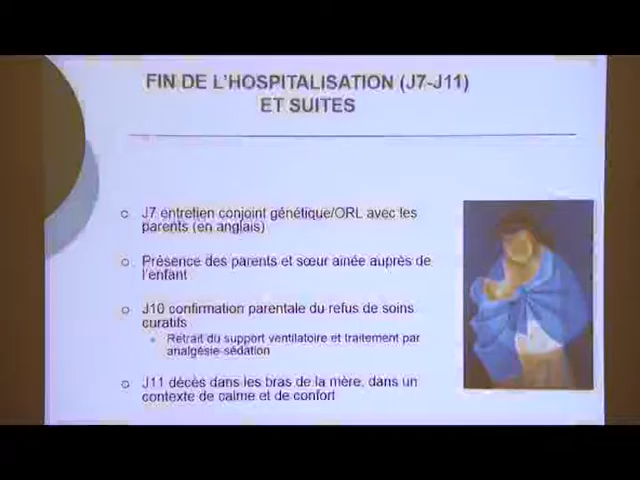 FIN DE L'HOSPITALISATION (J7-J11)
ET SUITES
J7 entretien conjoint génétique/ORL avec les
parents (en anglais)
Présence des parents et sœur ainée auprès de
l'enfant
J10 confirmation parentale du refus de soins
curatifs
Retrait du support ventilatoire et traitement par
analgésie-sédation
J11 décès dans les bras de la mère, dans un
contexte de calme et de confort